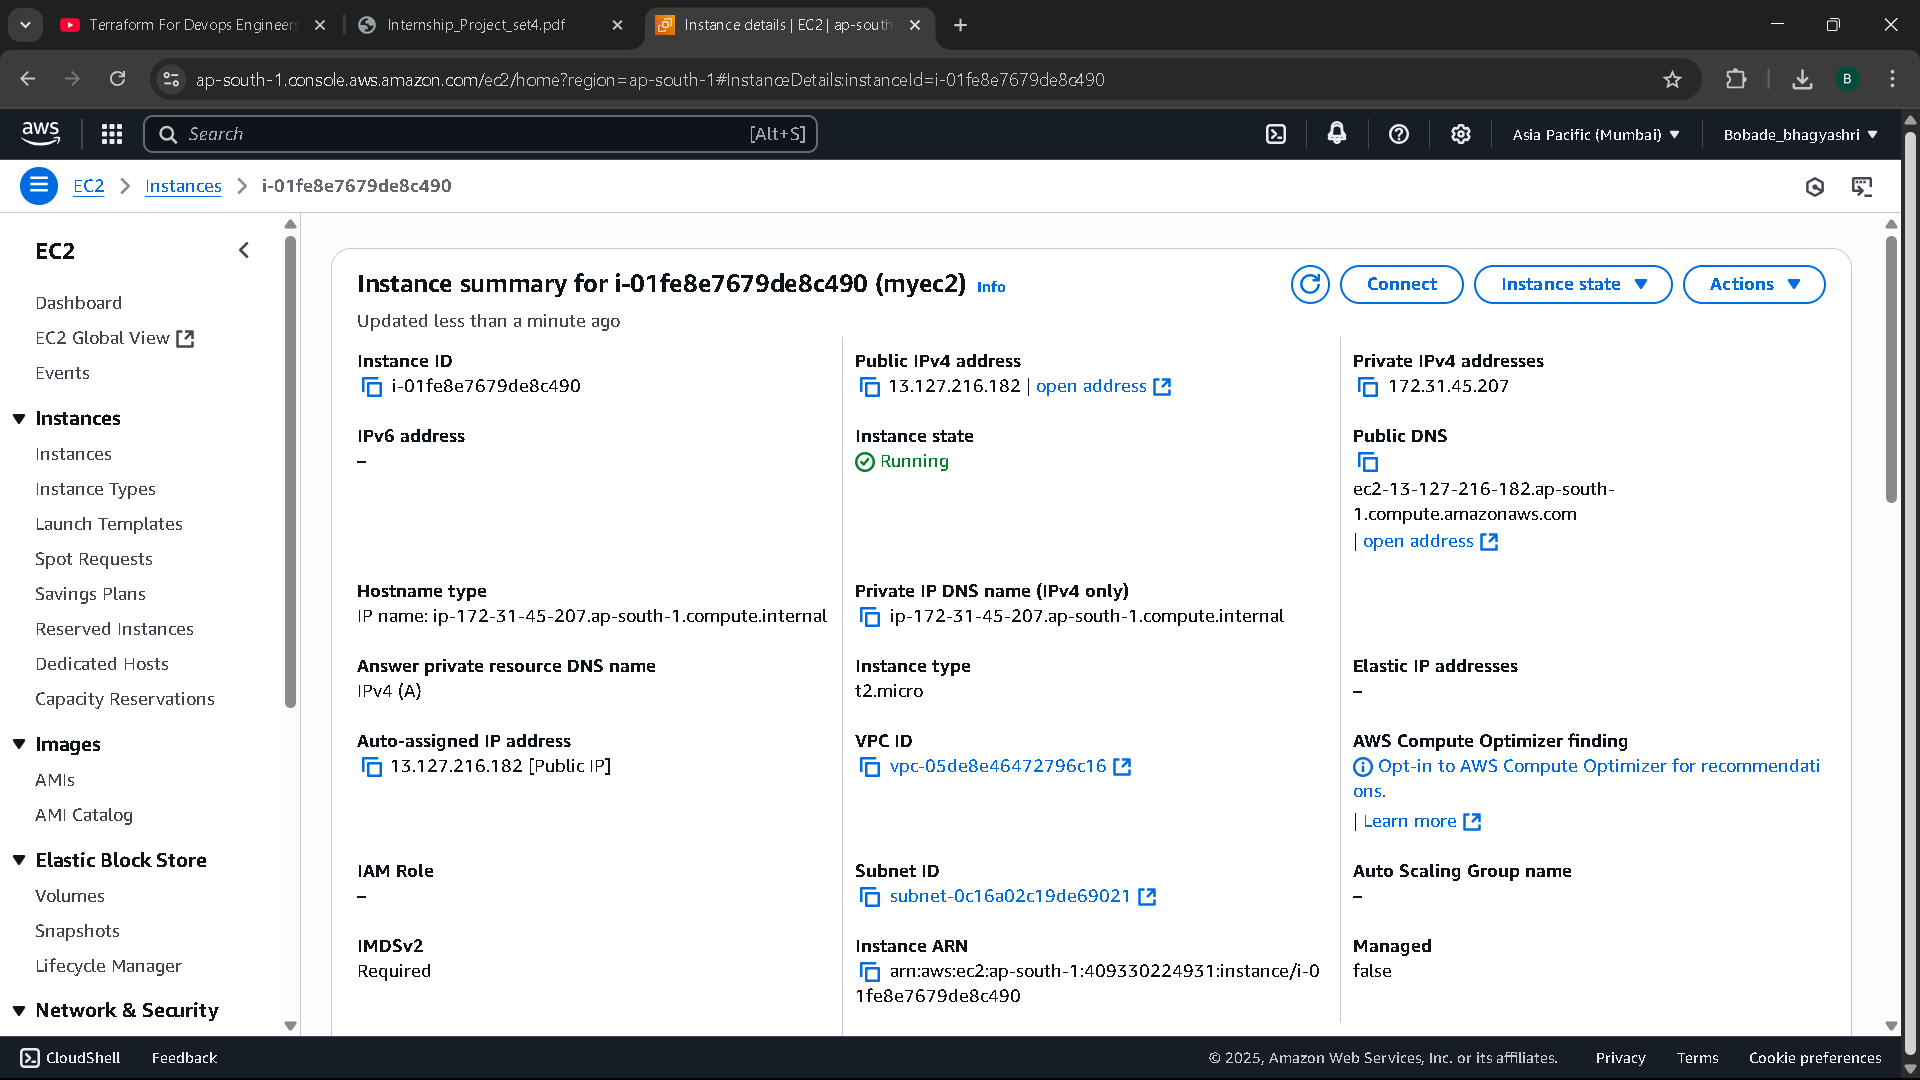 Terraform For Devops Engineers
Internship_Project_set4.pdf
Instance details | EC2 | ap-south
ap-south-1.console.aws.amazon.com/ec2/home?region=ap-south-1#InstanceDetails:instanceId=i-01fe8e7679de8c490
B
aws
Search
[Alt+S]
Asia Pacific (Mumbai)
Bobade_bhagyashri
EC2
Instances
i-01fe8e7679de8c490
EC2
Dashboard
EC2 Global View
Events
Instances
Instances
Instance Types
Launch Templates
Spot Requests
Savings Plans
Reserved Instances
Dedicated Hosts
Capacity Reservations
Images
AMIs
AMI Catalog
Elastic Block Store
Volumes
Snapshots
Lifecycle Manager
Network & Security
Instance summary for i-01fe8e7679de8c490 (myec2) Info
Updated less than a minute ago
Connect
Instance state
Actions
Instance ID
i-01fe8e7679de8c490
Public IPv4 address
13.127.216.182 | open address
Private IPv4 addresses
172.31.45.207
IPv6 address
–
Instance state
Running
Public DNS
ec2-13-127-216-182.ap-south-
1.compute.amazonaws.com
| open address
Hostname type
IP name: ip-172-31-45-207.ap-south-1.compute.internal
Private IP DNS name (IPv4 only)
ip-172-31-45-207.ap-south-1.compute.internal
Answer private resource DNS name
IPv4 (A)
Instance type
t2.micro
Elastic IP addresses
–
Auto-assigned IP address
13.127.216.182 [Public IP]
VPC ID
vpc-05de8e46472796c16
AWS Compute Optimizer finding
Opt-in to AWS Compute Optimizer for recommendati
ons.
| Learn more
IAM Role
–
Subnet ID
subnet-0c16a02c19de69021
Auto Scaling Group name
–
IMDSv2
Required
Instance ARN
arn:aws:ec2:ap-south-1:409330224931:instance/i-0
1fe8e7679de8c490
Managed
false
CloudShell
Feedback
© 2025, Amazon Web Services, Inc. or its affiliates.
Privacy
Terms
Cookie preferences